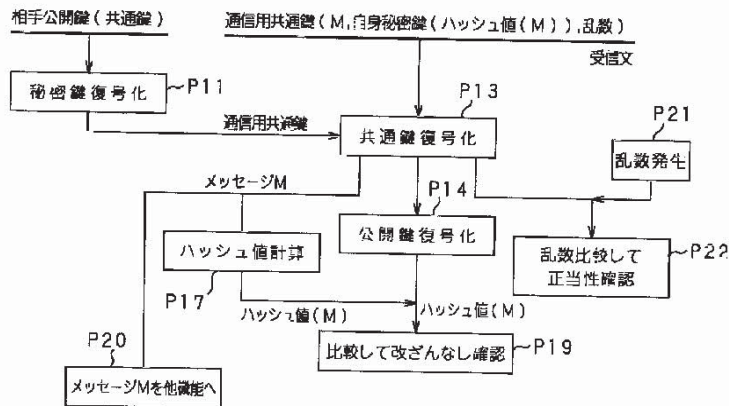 相手公開鍵(共通鍵)
通信用共通鍵(M,自身秘密鍵(ハッシュ値(M)),乱数)
受信文
秘密鍵復号化
P11
P13
通信用共通鍵
共通鍵復号化
P21
乱数発生
メッセージM
P14
公開鍵復号化
ハッシュ値計算
P17
乱数比較して
正当性確認
P22
ハッシュ値(M)
ハッシュ値(M)
P20
比較して改ざんなし確認
P19
メッセージMを他機能へ